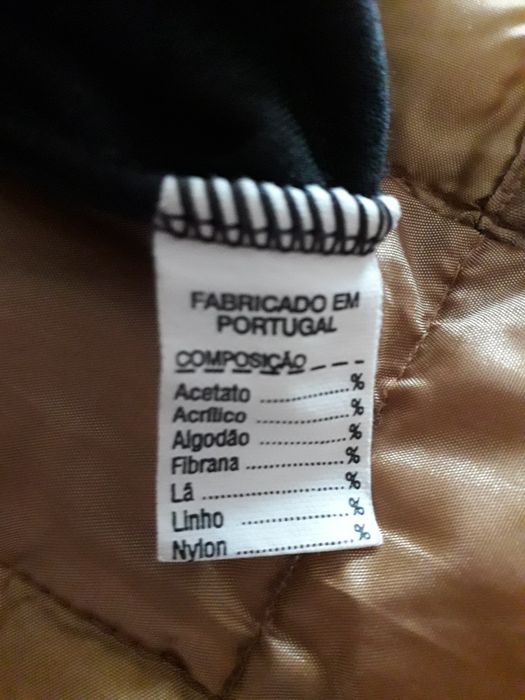 FABRICADO EM
PORTUGAL
COMPOSIÇÃO
Acetato ..................%
Acrílico ..................%
Algodão ..................%
Fibrana ..................%
Lã ..............................%
Linho ......................%
Nylon ........................%